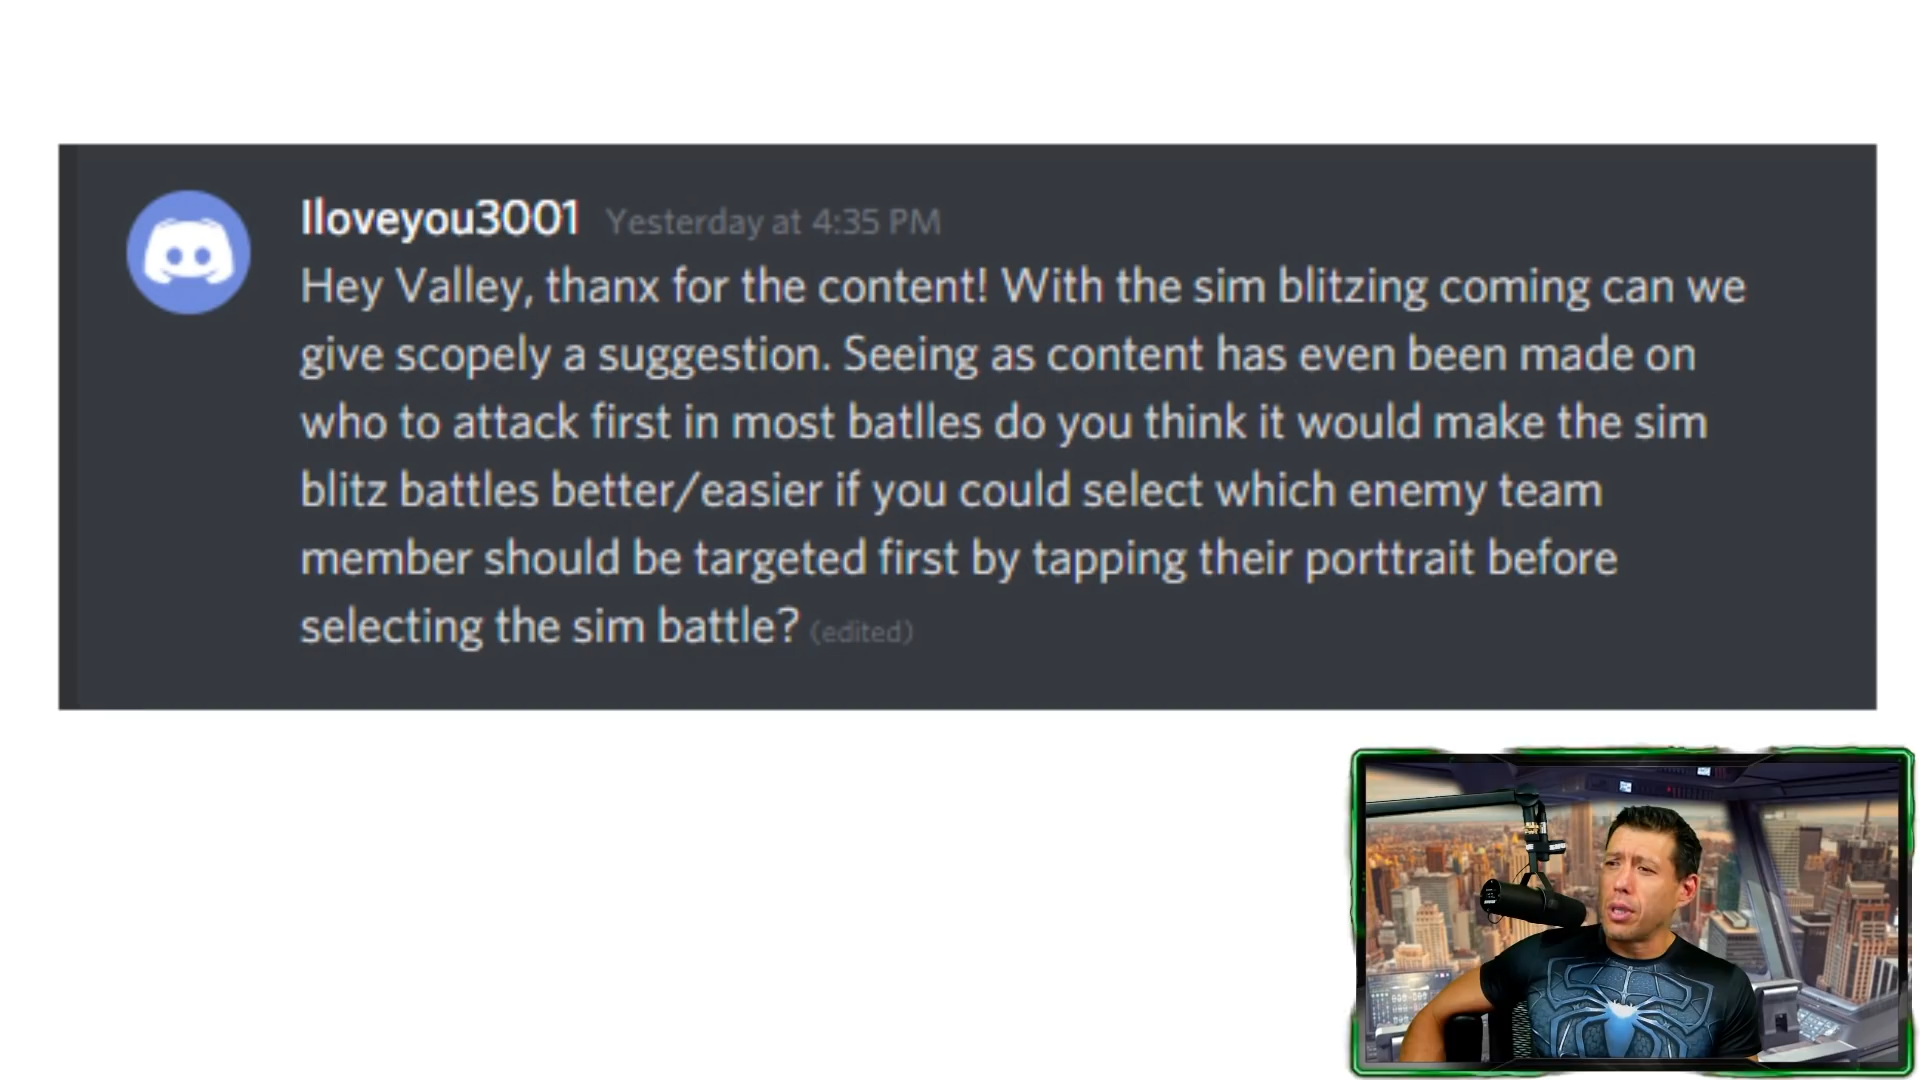 Iloveyou3001 Yesterday at 4:35 PM
Hey Valley, thanx for the content! With the sim blitzing coming can we
give scopely a suggestion. Seeing as content has even been made on
who to attack first in most batlles do you think it would make the sim
blitz battles better/easier if you could select which enemy team
member should be targeted first by tapping their porttrait before
selecting the sim battle? (edited)